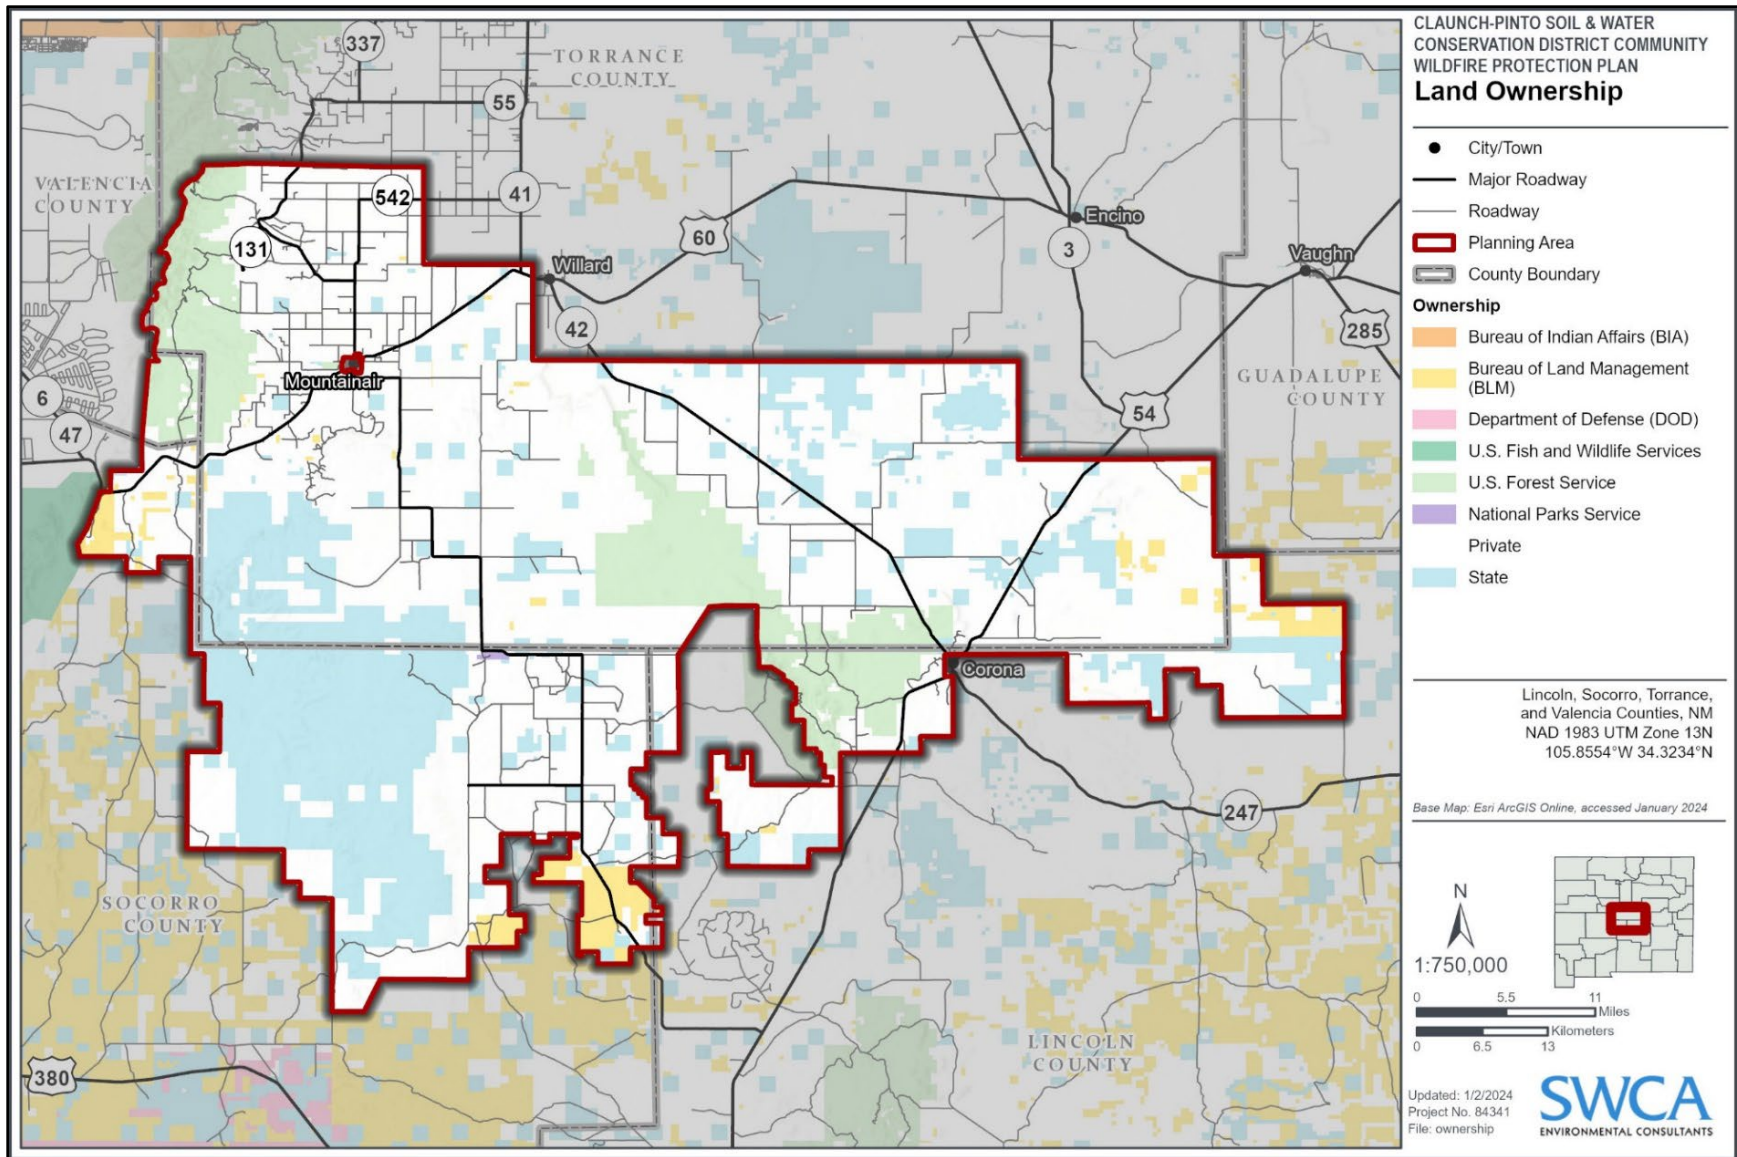 CLAUNCH-PINTO SOIL & WATER
CONSERVATION DISTRICT COMMUNITY
WILDFIRE PROTECTION PLAN
Land Ownership
City/Town
Major Roadway
Roadway
Planning Area
County Boundary
Ownership
Bureau of Indian Affairs (BIA)
Bureau of Land Management
(BLM)
Department of Defense (DOD)
U.S. Fish and Wildlife Services
U.S. Forest Service
National Parks Service
Private
State
Lincoln, Socorro, Torrance,
and Valencia Counties, NM
NAD 1983 UTM Zone 13N
105.8554°W 34.3234°N
Base Map: Esri ArcGIS Online, accessed January 2024
N
1:750,000
0 5.5 11
Miles
Kilometers
0 6.5 13
Updated: 1/2/2024
Project No. 84341
File: ownership
SWCA
ENVIRONMENTAL CONSULTANTS
337
TORRANCE
COUNTY
55
VALENCIA
COUNTY
542
41
131
60
Encino
3
Willard
Vaughn
42
285
Mountainair
GUADALUPE
COUNTY
6
47
54
Corona
247
SOCORRO
COUNTY
LINCOLN
COUNTY
380